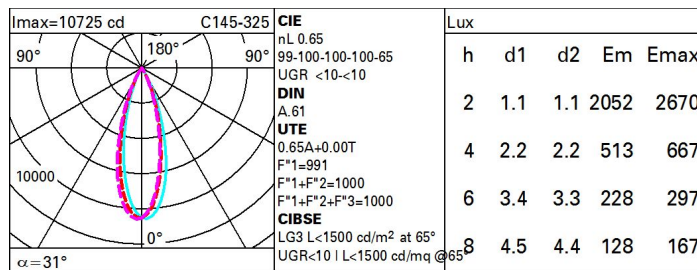 Imax=10725 cd C145-325
90° 180° 90°
10000
0°
α=31°
CIE
nL 0.65
99-100-100-100-65
UGR <10-<10
DIN
A.61
UTE
0.65A+0.00T
F"1=991
F"1+F"2=1000
F"1+F"2+F"3=1000
CIBSE
LG3 L<1500 cd/m² at 65°
UGR<10 | L<1500 cd/mq @65°
Lux
h d1 d2 Em Emax
2 1.1 1.1 2052 2670
4 2.2 2.2 513 667
6 3.4 3.3 228 297
8 4.5 4.4 128 167